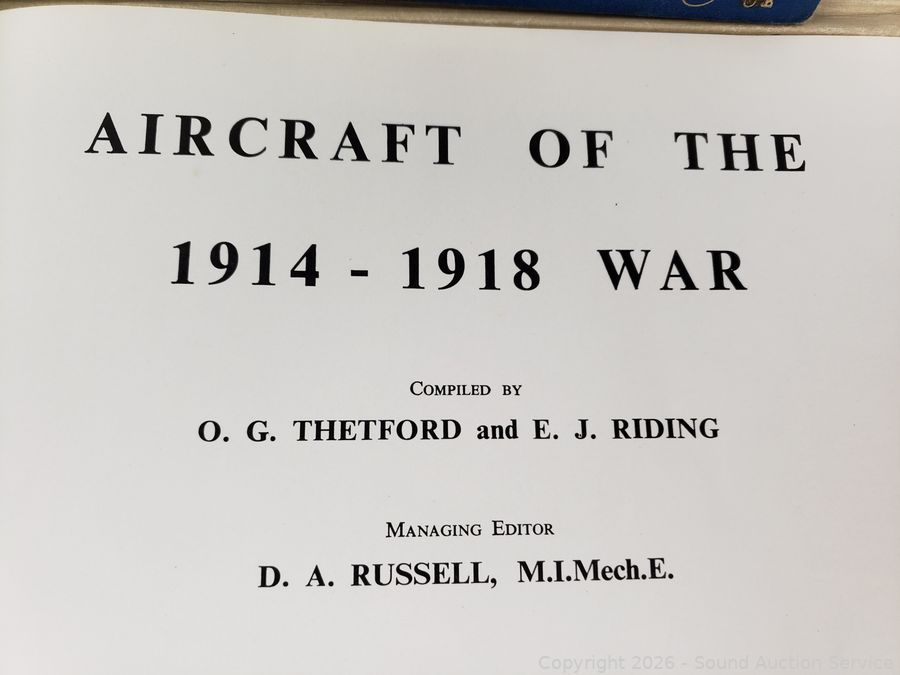 AIRCRAFT OF THE
1914 - 1918 WAR
COMPILED BY
O. G. THETFORD and E. J. RIDING
MANAGING EDITOR
D. A. RUSSELL, M.I.Mech.E.
Copyright 2026 - Sound Auction Service